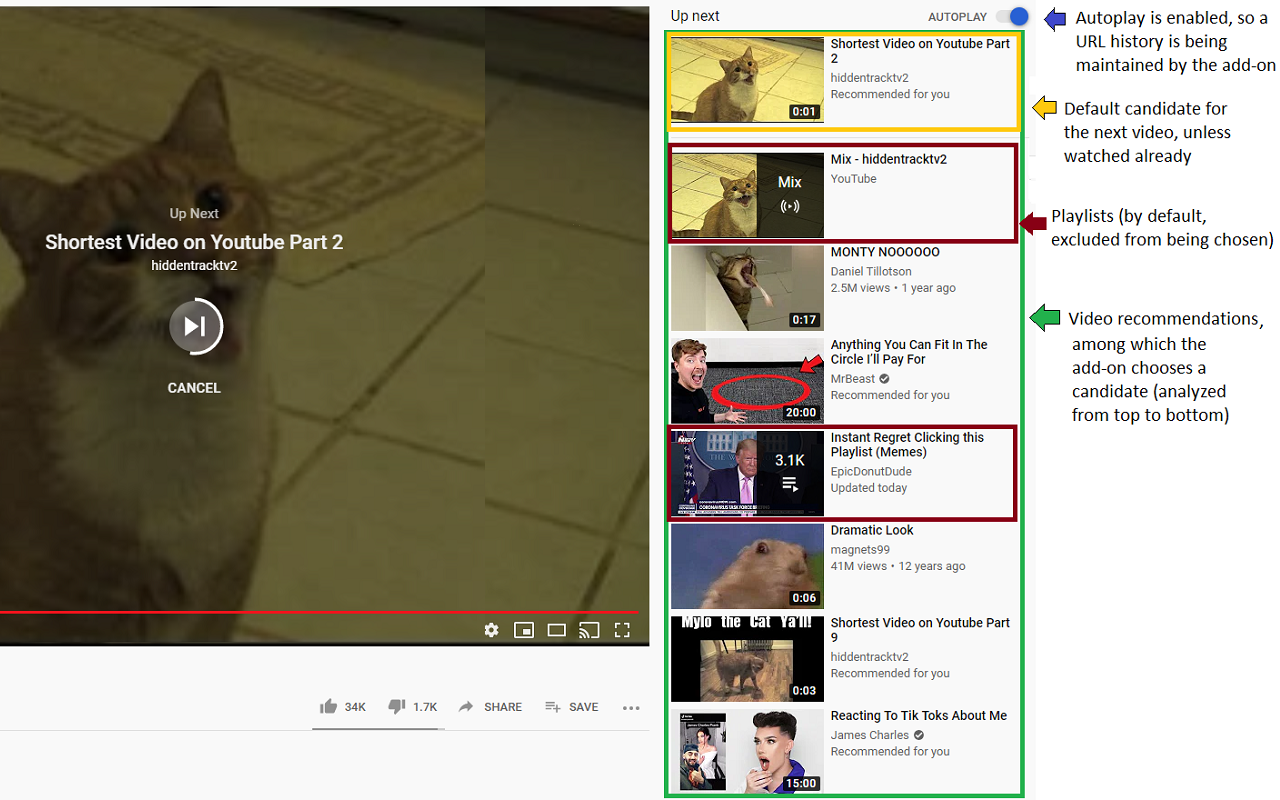 Up next
AUTOPLAY
Autoplay is enabled, so a
URL history is being
maintained by the add-on
Shortest Video on Youtube Part
2
hiddentracktv2
Recommended for you
0:01
Default candidate for
the next video, unless
watched already
Mix - hiddentracktv2
YouTube
Mix
Playlists (by default,
excluded from being chosen)
Up Next
Shortest Video on Youtube Part 2
hiddentracktv2
CANCEL
MONTY NOOOOOO
Daniel Tillotson
2.5M views • 1 year ago
0:17
Video recommendations,
among which the
add-on chooses a
candidate (analyzed
from top to bottom)
Anything You Can Fit In The
Circle I'll Pay For
MrBeast
Recommended for you
20:00
Instant Regret Clicking this
Playlist (Memes)
EpicDonutDude
Updated today
3.1K
CORONAVIRUS TASK FORCE
Dramatic Look
magnets99
41M views • 12 years ago
0:06
Mylo the Cat Ya'll!
Shortest Video on Youtube Part
9
hiddentracktv2
Recommended for you
0:03
34K
1.7K
SHARE
SAVE
Reacting To Tik Toks About Me
James Charles
Recommended for you
15:00